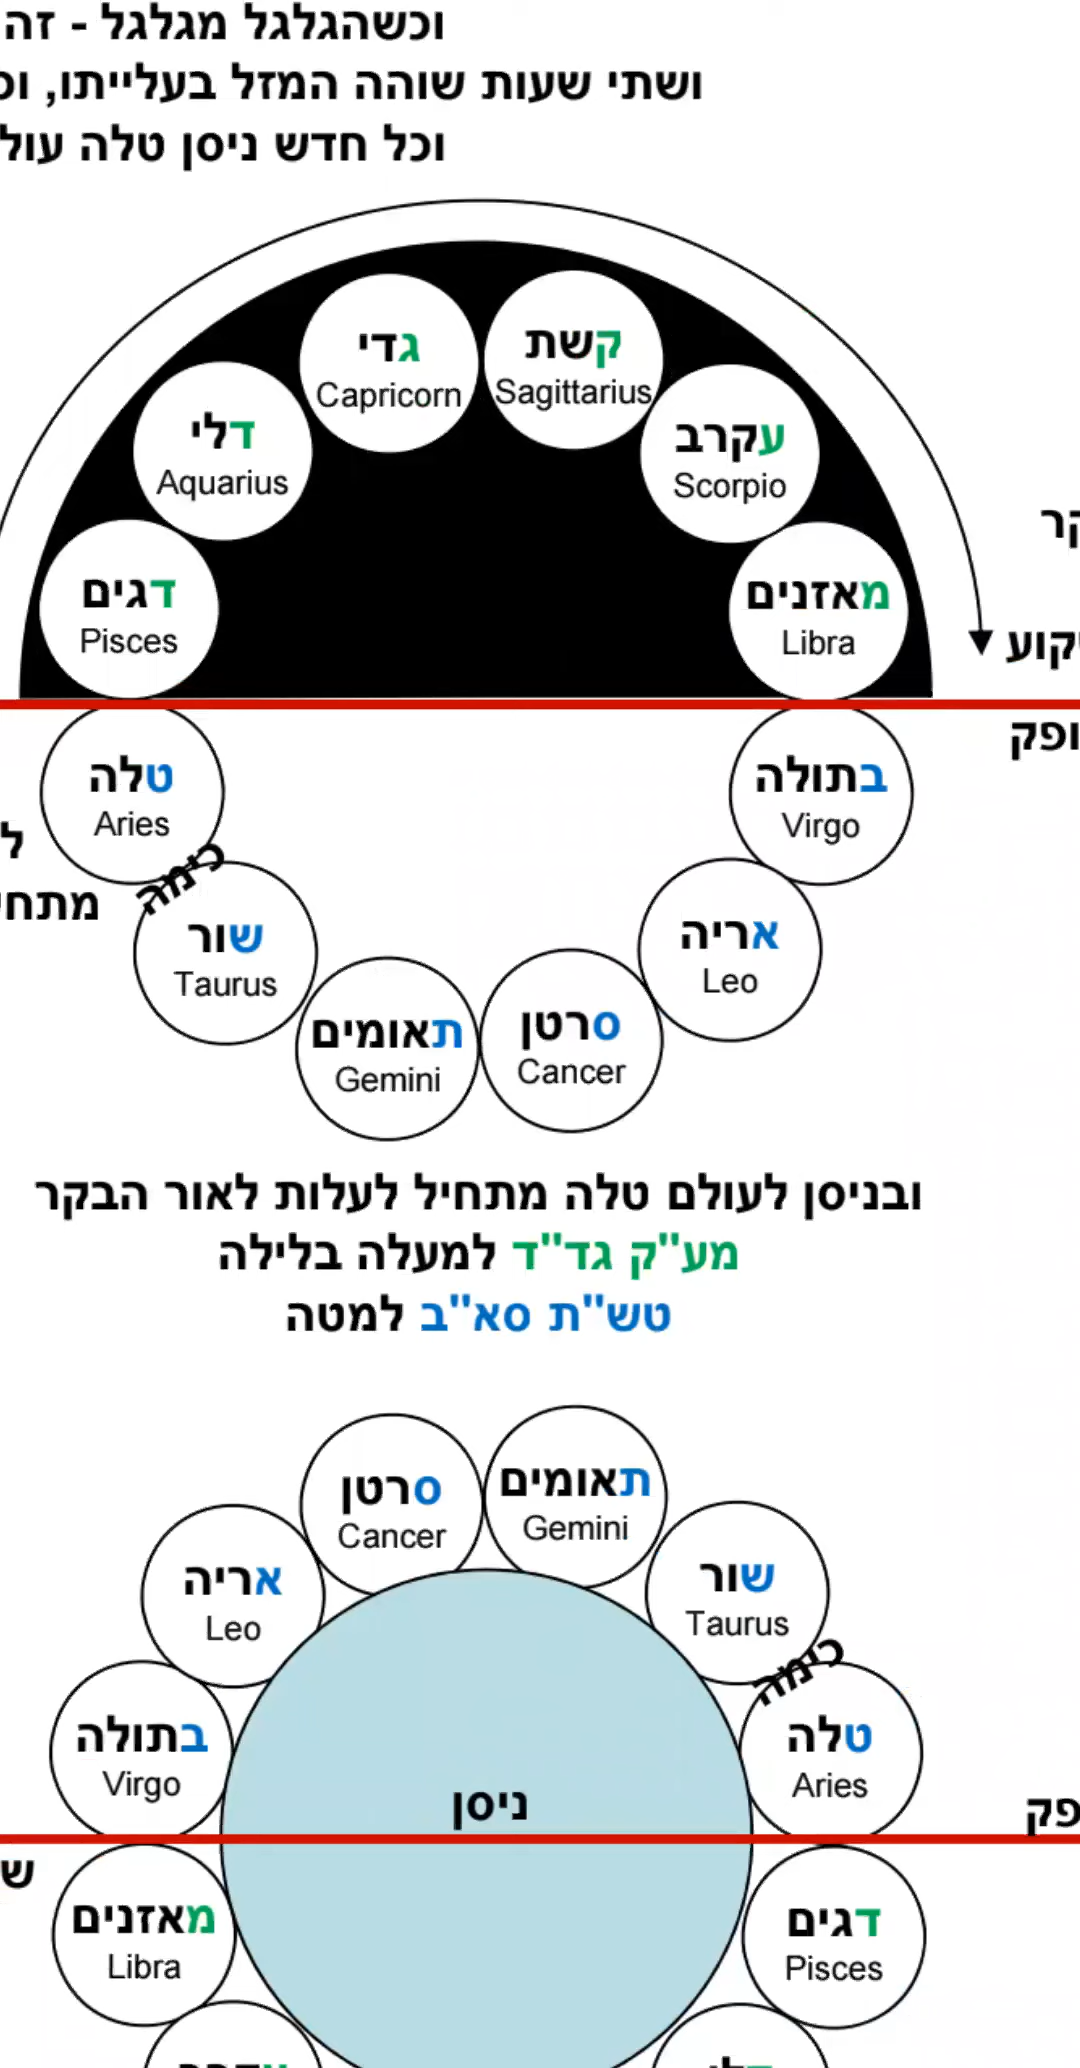 וכשהגלגל מגלגל - זה
ושתי שעות שוהה המזל בעלייתו,
וכל חדש ניסן טלה
גדי
Capricorn
קשת
Sagittarius
דלי
Aquarius
עקרב
Scorpio
דגים
Pisces
מאזנים
Libra
טלה
Aries
בתולה
Virgo
כימה
שור
Taurus
אריה
Leo
תאומים
Gemini
סרטן
Cancer
ובניסן לעולם טלה מתחיל לעלות לאור הבקר
מע"ק גד"ד למעלה בלילה
טש"ת סא"ב למטה
סרטן
Cancer
תאומים
Gemini
אריה
Leo
שור
Taurus
כימה
בתולה
Virgo
טלה
Aries
ניסן
מאזנים
Libra
דגים
Pisces